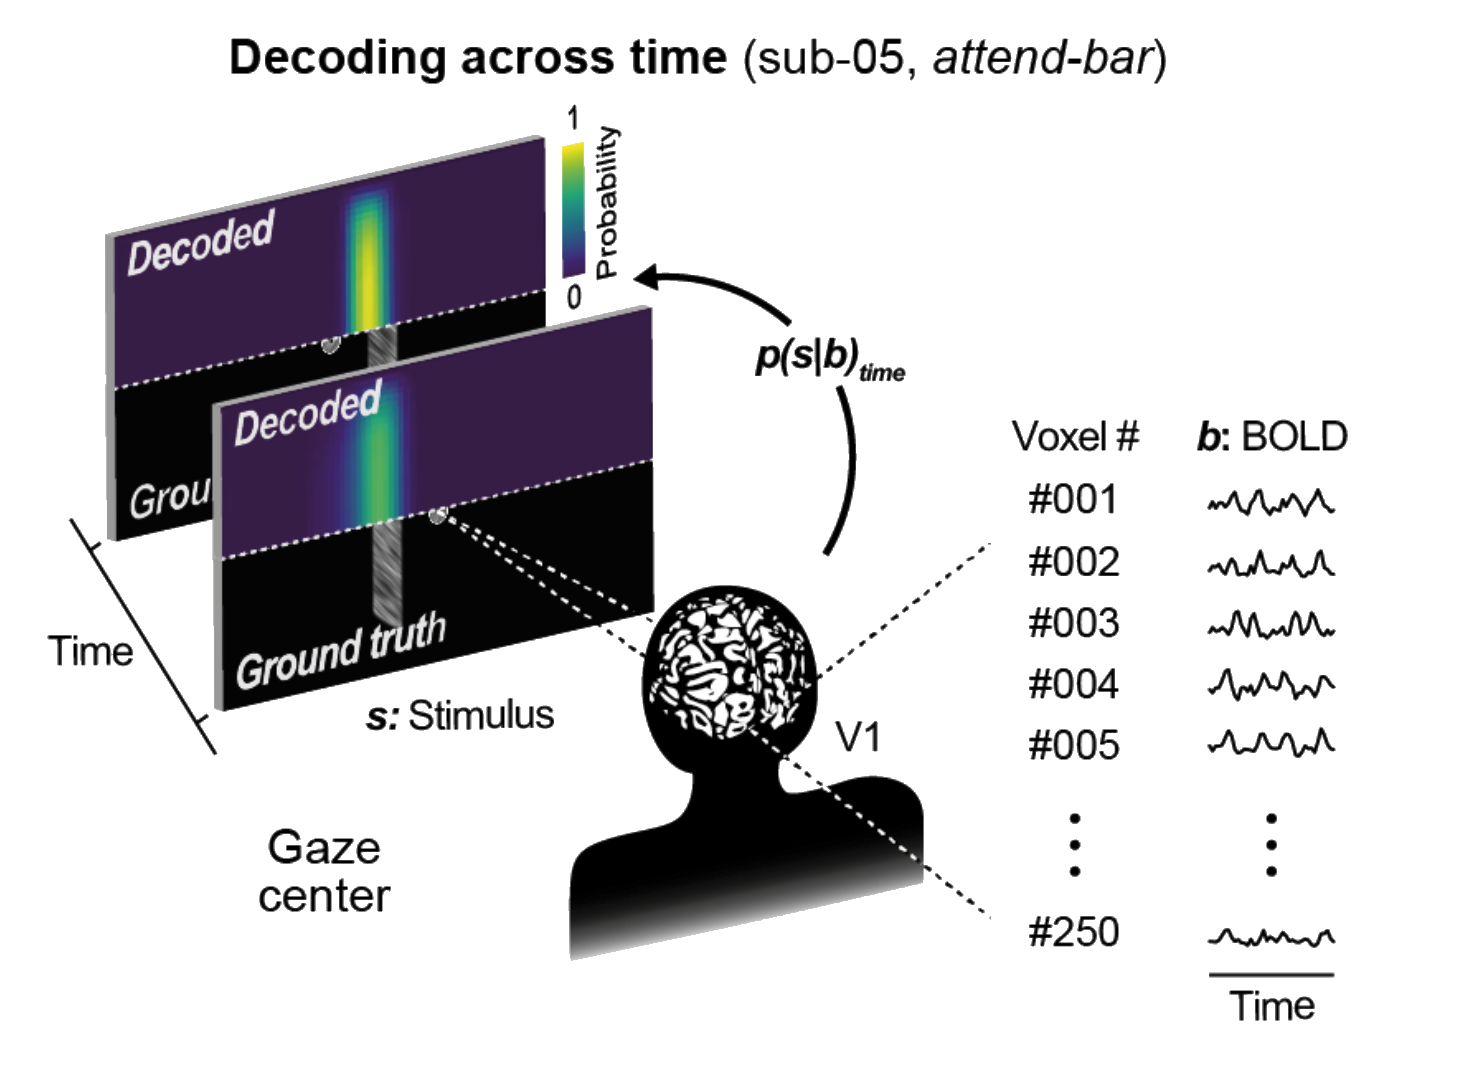 Decoding across time (sub-05, attend-bar)
1
Probability
0
Decoded
Grou
Decoded
Ground truth
Time
s: Stimulus
Gaze
center
p(s|b)time
V1
Voxel # b: BOLD
#001
#002
#003
#004
#005
#250
Time